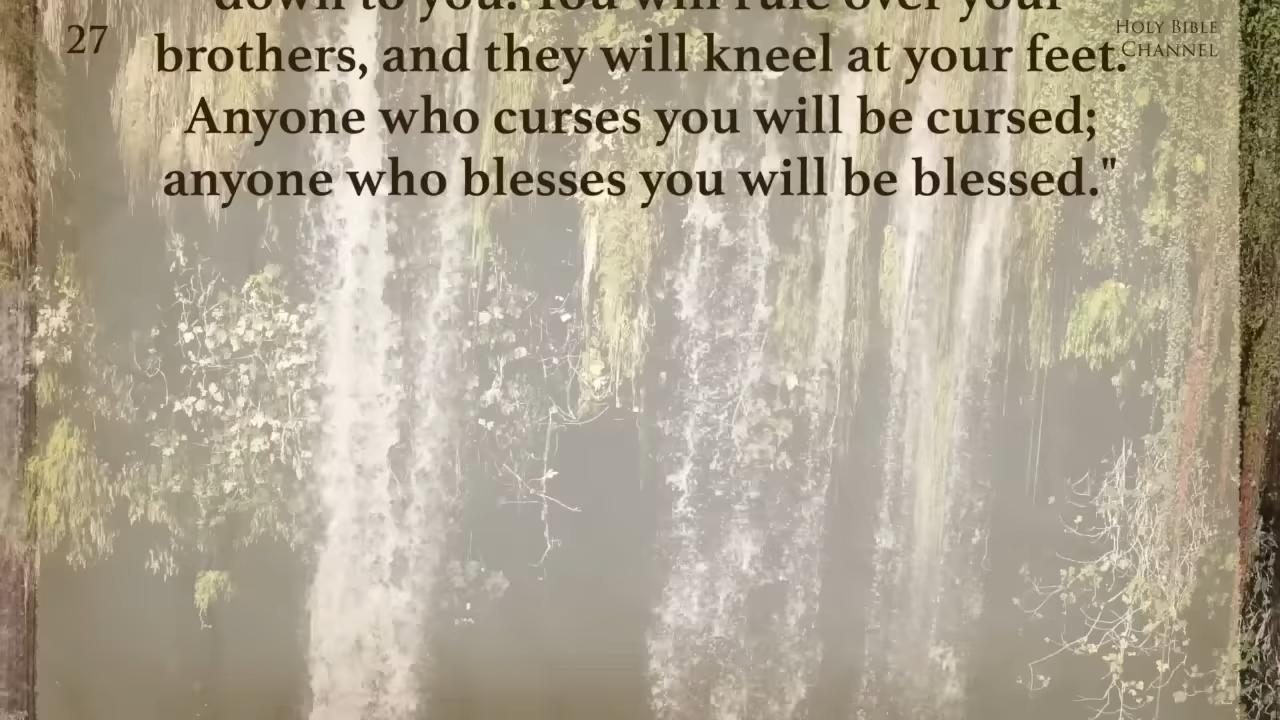 down to you. You will rule over your
27
brothers, and they will kneel at your feet.
Anyone who curses you will be cursed;
anyone who blesses you will be blessed."
HOLY BIBLE
CHANNEL